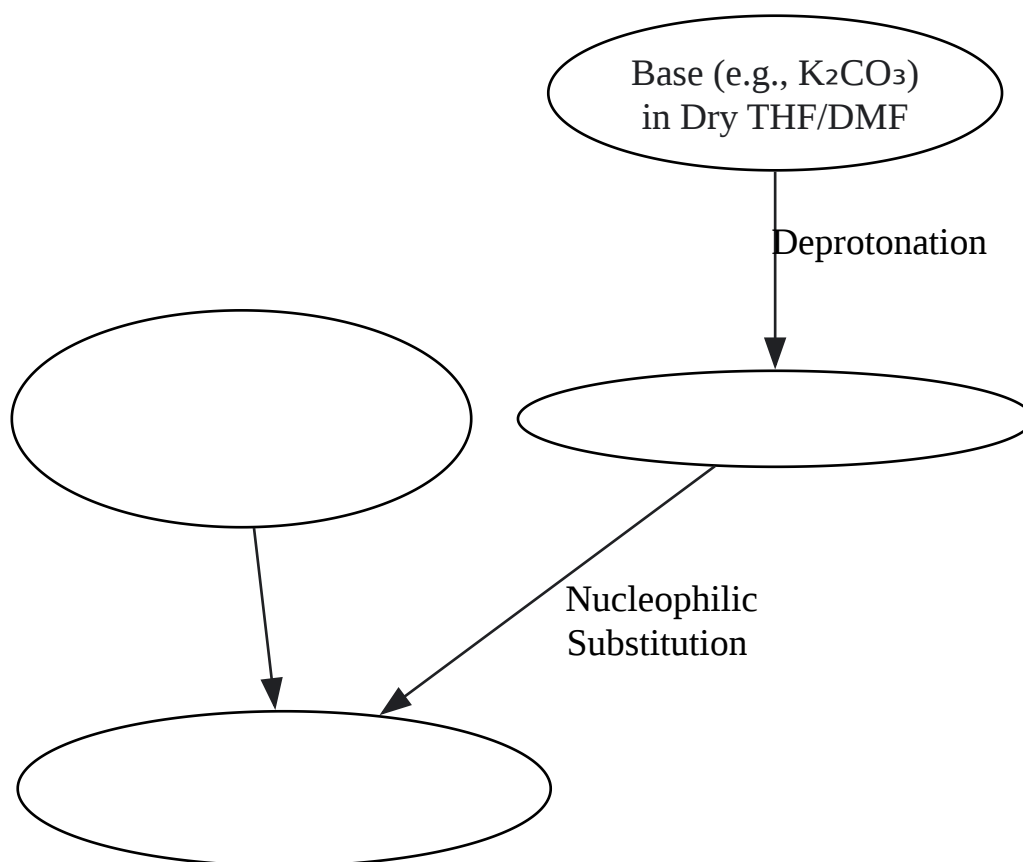 Base (e.g., K₂CO₃)
in Dry THF/DMF
Deprotonation
Nucleophilic
Substitution